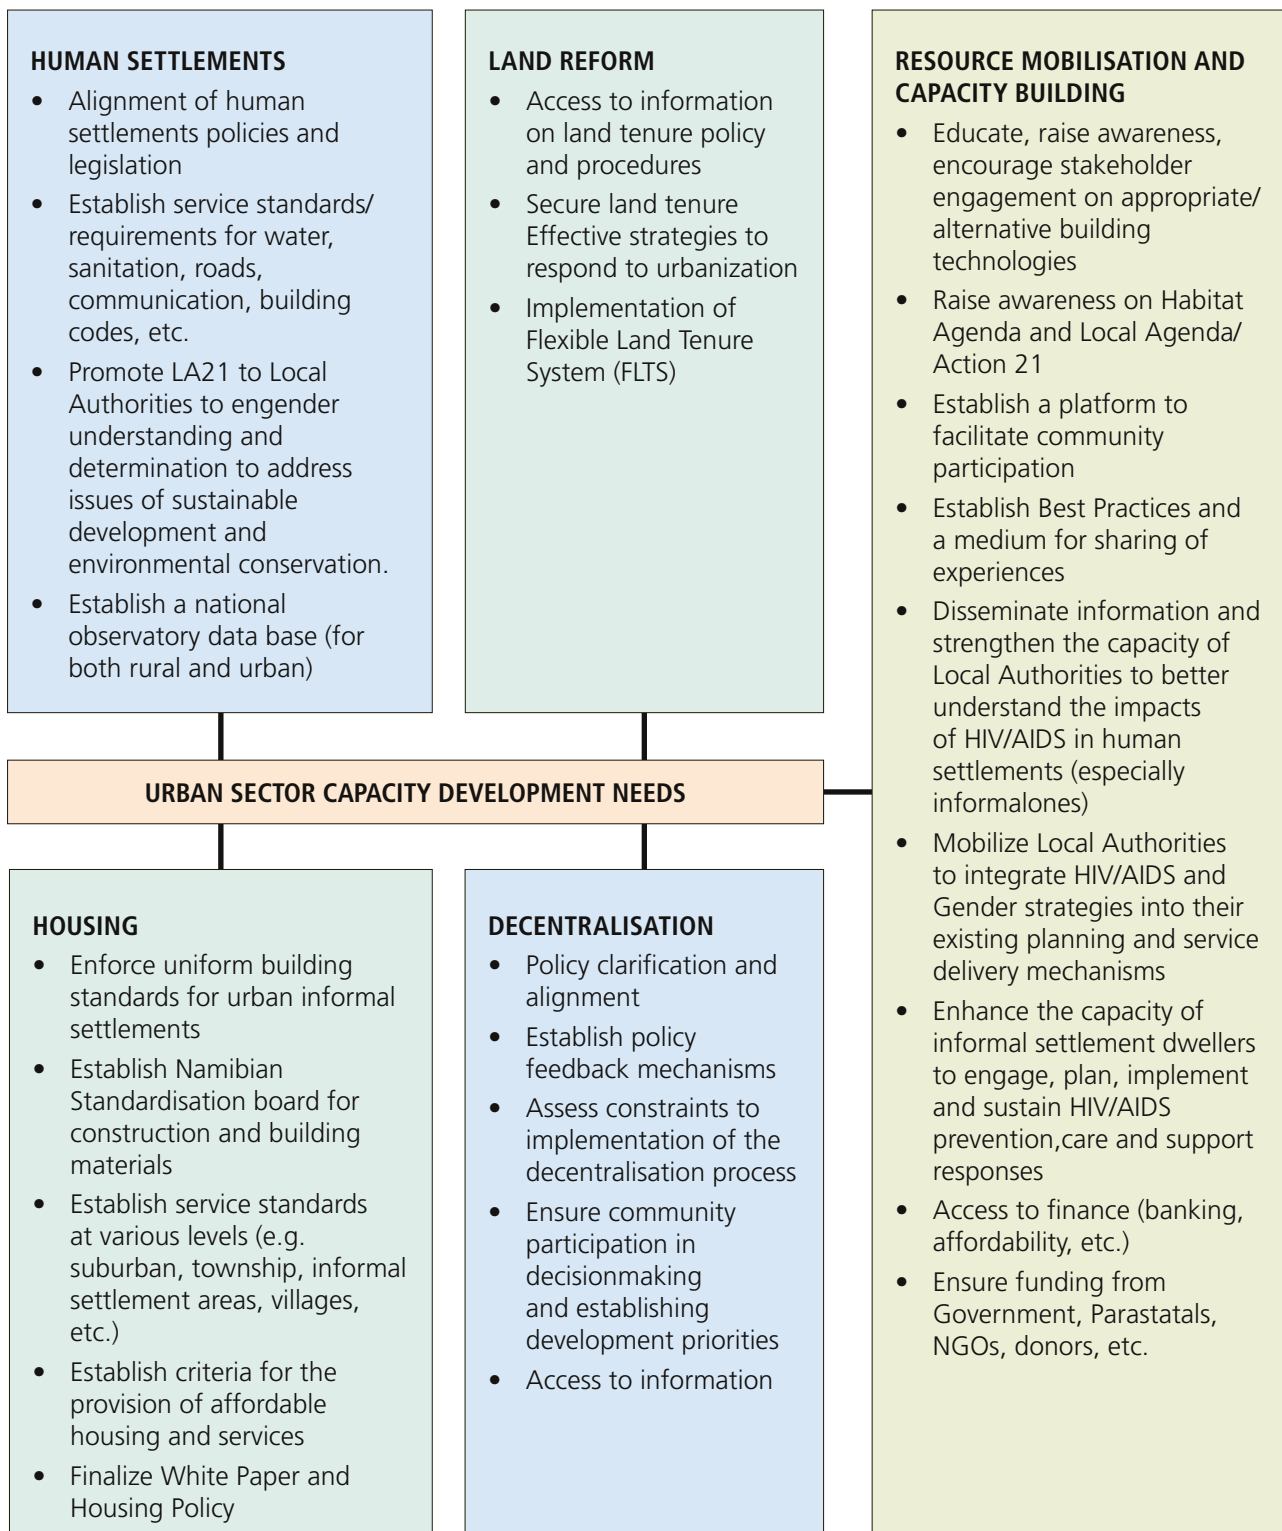 HUMAN SETTLEMENTS
• Alignment of human
settlements policies and
legislation
• Establish service standards/
requirements for water,
sanitation, roads,
communication, building
codes, etc.
• Promote LA21 to Local
Authorities to engender
understanding and
determination to address
issues of sustainable
development and
environmental conservation.
• Establish a national
observatory data base (for
both rural and urban)
LAND REFORM
• Access to information
on land tenure policy
and procedures
• Secure land tenure
Effective strategies to
respond to urbanization
• Implementation of
Flexible Land Tenure
System (FLTS)
RESOURCE MOBILISATION AND
CAPACITY BUILDING
• Educate, raise awareness,
encourage stakeholder
engagement on appropriate/
alternative building
technologies
• Raise awareness on Habitat
Agenda and Local Agenda/
Action 21
• Establish a platform to
facilitate community
participation
• Establish Best Practices and
a medium for sharing of
experiences
• Disseminate information and
strengthen the capacity of
Local Authorities to better
understand the impacts
of HIV/AIDS in human
settlements (especially
informalones)
• Mobilize Local Authorities
to integrate HIV/AIDS and
Gender strategies into their
existing planning and service
delivery mechanisms
• Enhance the capacity of
informal settlement dwellers
to engage, plan, implement
and sustain HIV/AIDS
prevention,care and support
responses
• Access to finance (banking,
affordability, etc.)
• Ensure funding from
Government, Parastatals,
NGOs, donors, etc.
URBAN SECTOR CAPACITY DEVELOPMENT NEEDS
HOUSING
• Enforce uniform building
standards for urban informal
settlements
• Establish Namibian
Standardisation board for
construction and building
materials
• Establish service standards
at various levels (e.g.
suburban, township, informal
settlement areas, villages,
etc.)
• Establish criteria for the
provision of affordable
housing and services
• Finalize White Paper and
Housing Policy
DECENTRALISATION
• Policy clarification and
alignment
• Establish policy
feedback mechanisms
• Assess constraints to
implementation of the
decentralisation process
• Ensure community
participation in
decisionmaking
and establishing
development priorities
• Access to information